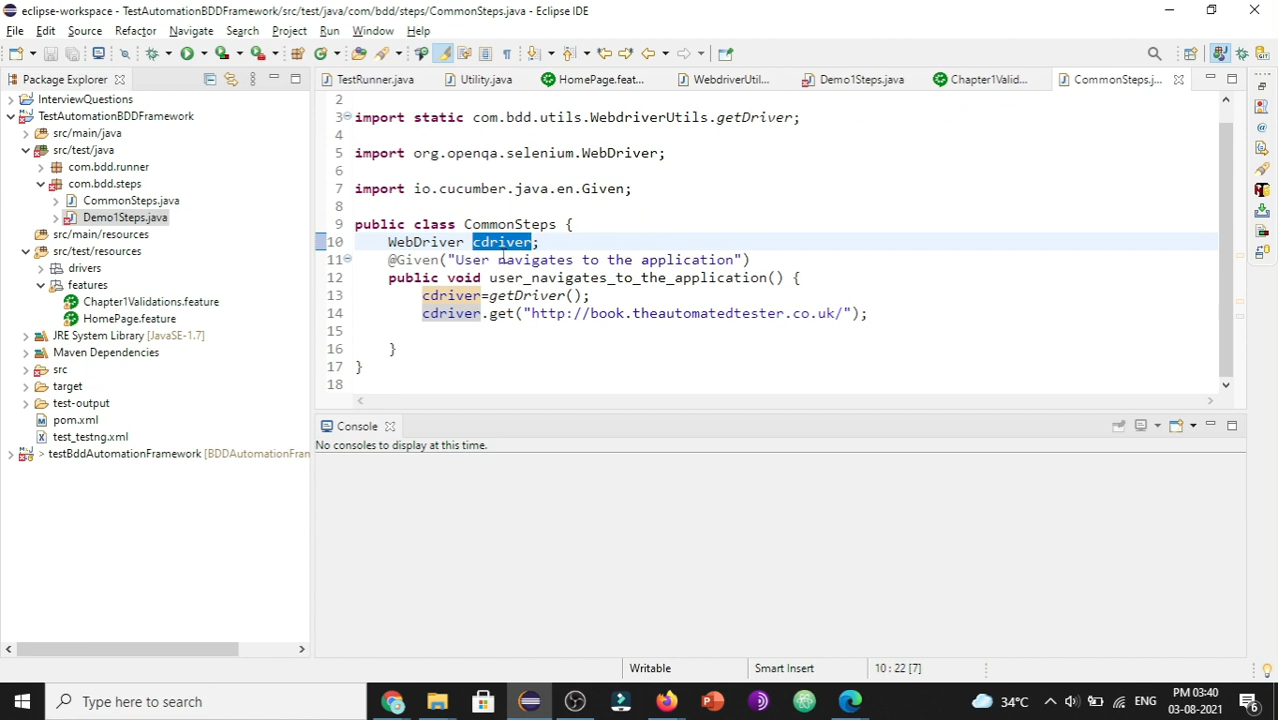 eclipse-workspace - TestAutomationBDDFramework/src/test/java/com/bdd/steps/CommonSteps.java - Eclipse IDE
File Edit Source Refactor Navigate Search Project Run Window Help
Package Explorer
TestRunner.java Utility.java HomePage.feat... WebdriverUtil... Demo1Steps.java Chapter1Valid... CommonSteps.j...
InterviewQuestions
TestAutomationBDDFramework
src/main/java
src/test/java
com.bdd.runner
com.bdd.steps
CommonSteps.java
Demo1Steps.java
src/main/resources
src/test/resources
drivers
features
Chapter1Validations.feature
HomePage.feature
JRE System Library [JavaSE-1.7]
Maven Dependencies
src
target
test-output
pom.xml
test_testng.xml
> testBddAutomationFramework [BDDAutomationFran
2
3 import static com.bdd.utils.WebdriverUtils.getDriver;
4
5 import org.openqa.selenium.WebDriver;
6
7 import io.cucumber.java.en.Given;
8
9 public class CommonSteps {
10 WebDriver cdriver;
11 @Given("User navigates to the application")
12 public void user_navigates_to_the_application() {
13 cdriver=getDriver();
14 cdriver.get("http://book.theautomatedtester.co.uk/");
15
16 }
17 }
18
Console
No consoles to display at this time.
Writable Smart Insert 10 : 22 [7]
Type here to search
34°C ENG PM 03:40
03-08-2021
6